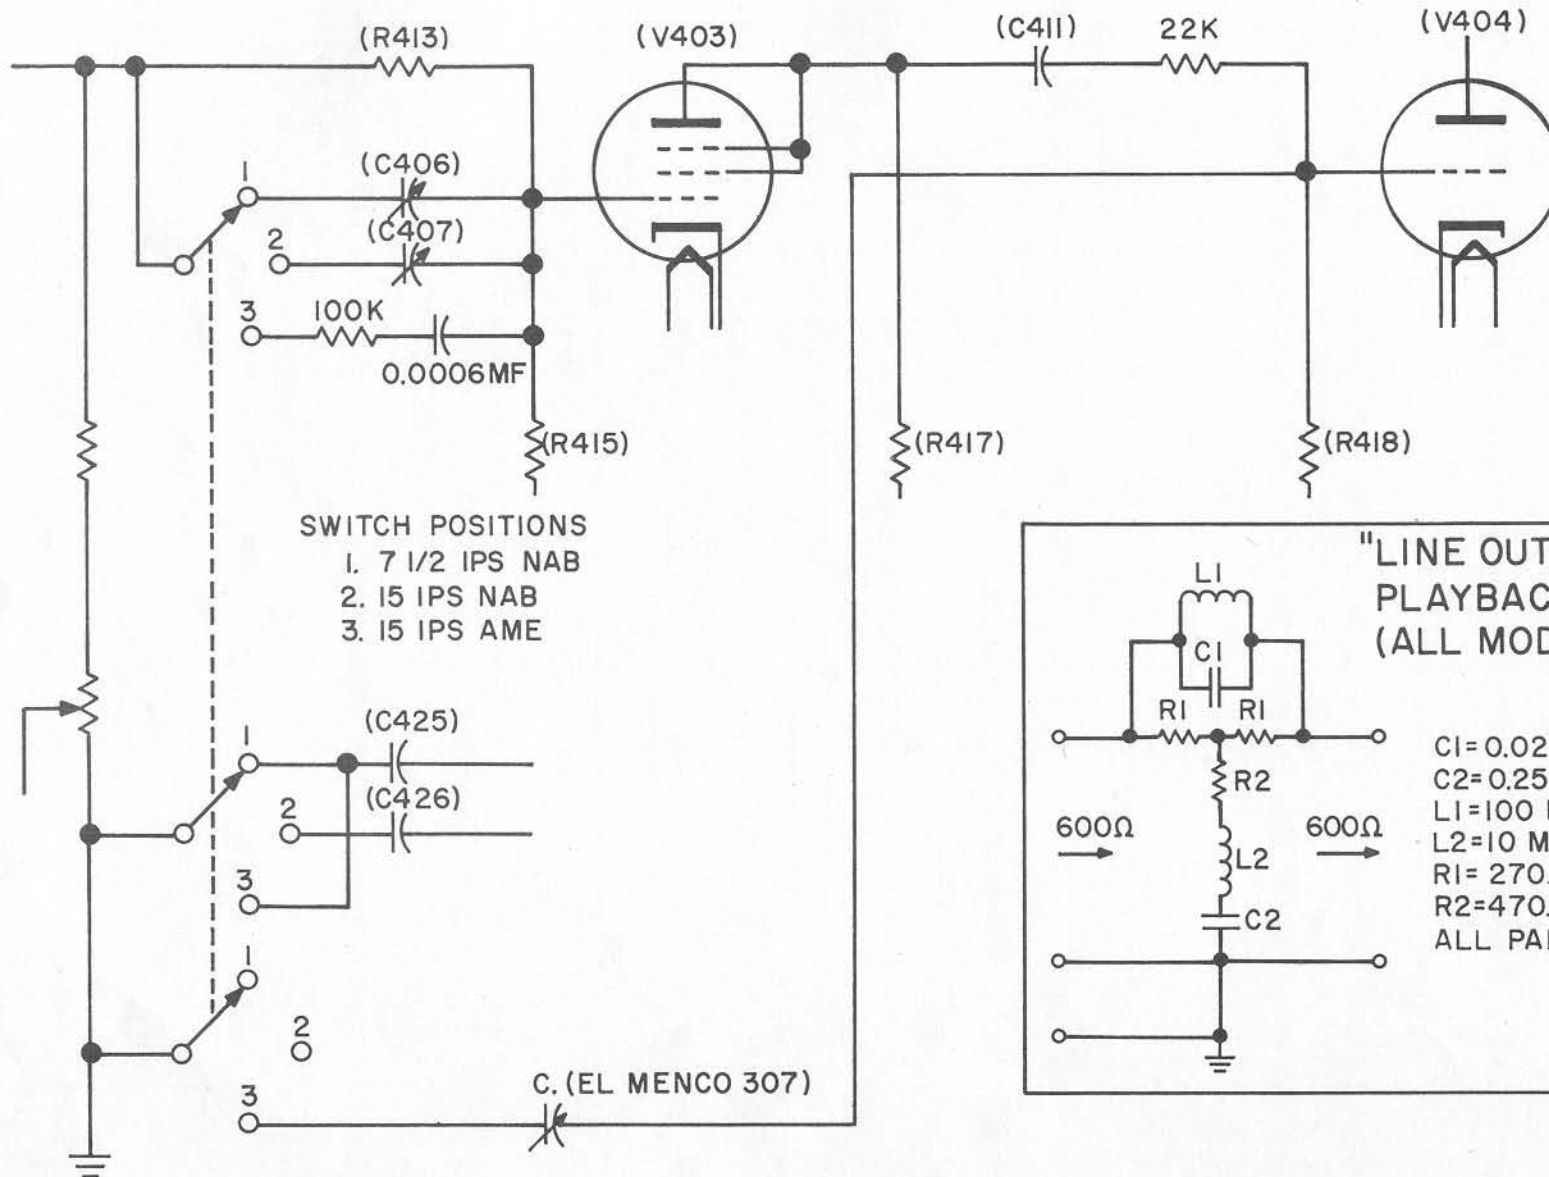 (R413)
(V403)
(C411)
22K
(V404)
1
(C406)
2
(C407)
3
100K
0.0006MF
(R415)
(R417)
(R418)
SWITCH POSITIONS
1. 7 1/2 IPS NAB
2. 15 IPS NAB
3. 15 IPS AME
1
(C425)
2
(C426)
3
1
2
3
C. (EL MENCO 307)
"LINE OUT
PLAYBAC
(ALL MOD
L1
C1
R1 R1
R2
L2
C2
600Ω
600Ω
C1=0.02
C2=0.25
L1=100
L2=10 M
R1=270
R2=470
ALL PA